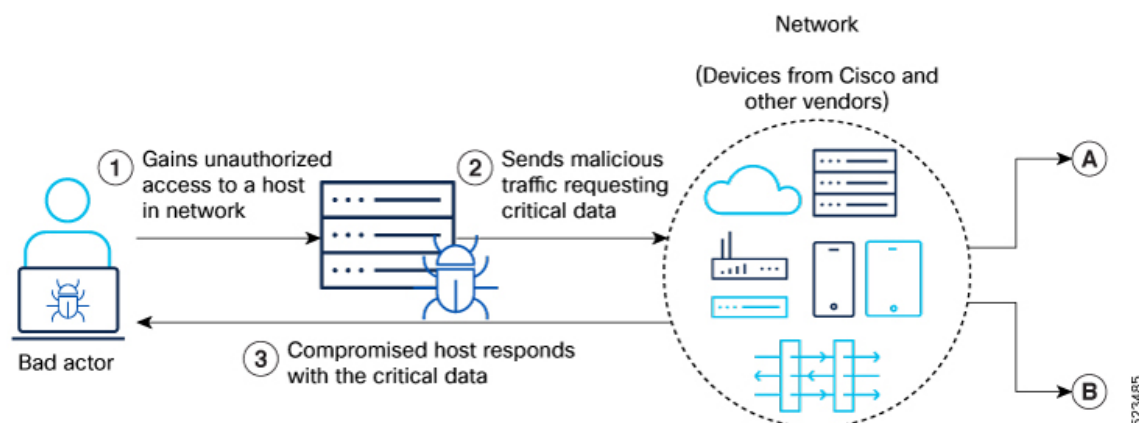 Network
(Devices from Cisco and
other vendors)
1 Gains unauthorized
access to a host
in network
2 Sends malicious
traffic requesting
critical data
A
Bad actor
3 Compromised host responds
with the critical data
B
523485